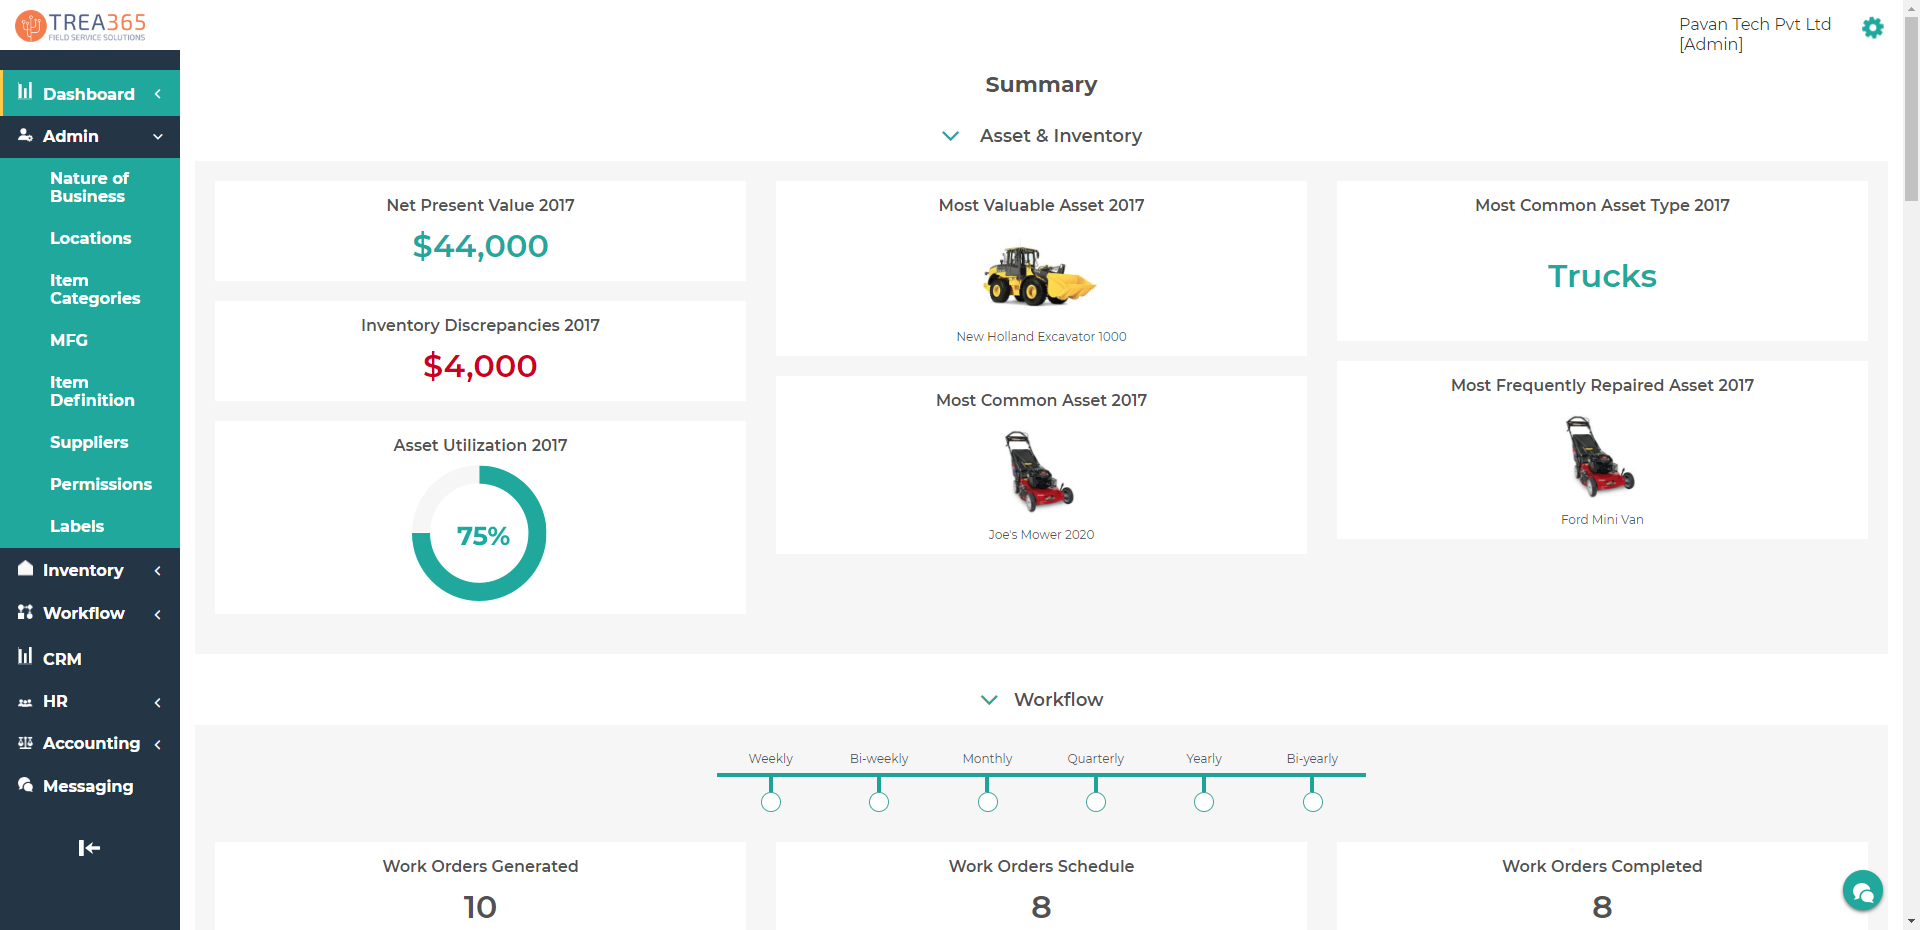 TREA365
FIELD SERVICE SOLUTIONS
Pavan Tech Pvt Ltd
[Admin]
Dashboard
Admin
Nature of
Business
Locations
Item
Categories
MFG
Item
Definition
Suppliers
Permissions
Labels
Inventory
Workflow
CRM
HR
Accounting
Messaging
Summary
Asset & Inventory
Net Present Value 2017
$44,000
Inventory Discrepancies 2017
$4,000
Asset Utilization 2017
75%
Most Valuable Asset 2017
New Holland Excavator 1000
Most Common Asset 2017
Joe's Mower 2020
Most Common Asset Type 2017
Trucks
Most Frequently Repaired Asset 2017
Ford Mini Van
Workflow
Weekly Bi-weekly Monthly Quarterly Yearly Bi-yearly
Work Orders Generated
10
Work Orders Schedule
8
Work Orders Completed
8